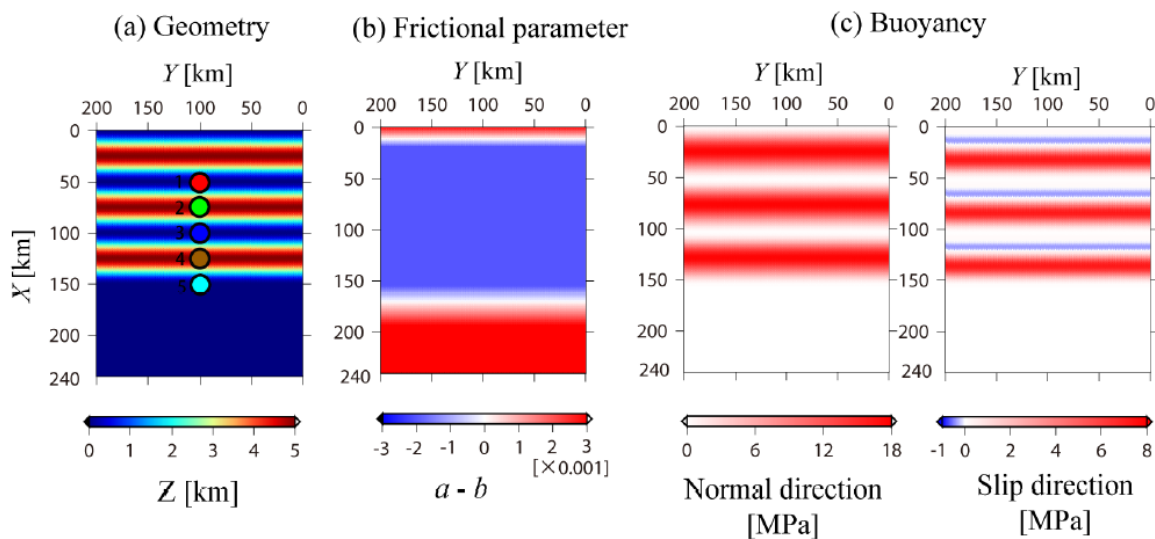 (a) Geometry
(b) Frictional parameter
(c) Buoyancy
Y [km]
Y [km]
Y [km]
Y [km]
200 150 100 50 0
200 150 100 50 0
200 150 100 50 0
200 150 100 50 0
X [km]
0
50
100
150
200
240
1
2
3
4
5
0
50
100
150
200
240
0
50
100
150
200
240
0
50
100
150
200
240
0 1 2 3 4 5
Z [km]
-3 -2 -1 0 1 2 3
[×0.001]
a - b
0 6 12 18
Normal direction
[MPa]
-1 0 2 4 6 8
Slip direction
[MPa]